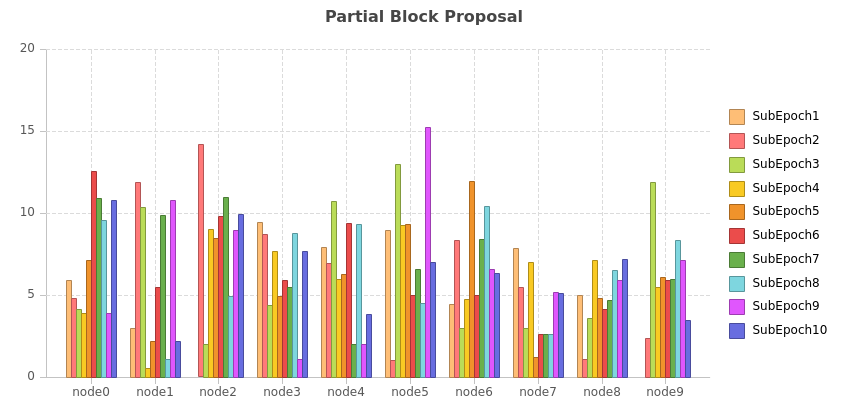 Partial Block Proposal
20
15
10
5
0
node0 node1 node2 node3 node4 node5 node6 node7 node8 node9
SubEpoch1
SubEpoch2
SubEpoch3
SubEpoch4
SubEpoch5
SubEpoch6
SubEpoch7
SubEpoch8
SubEpoch9
SubEpoch10